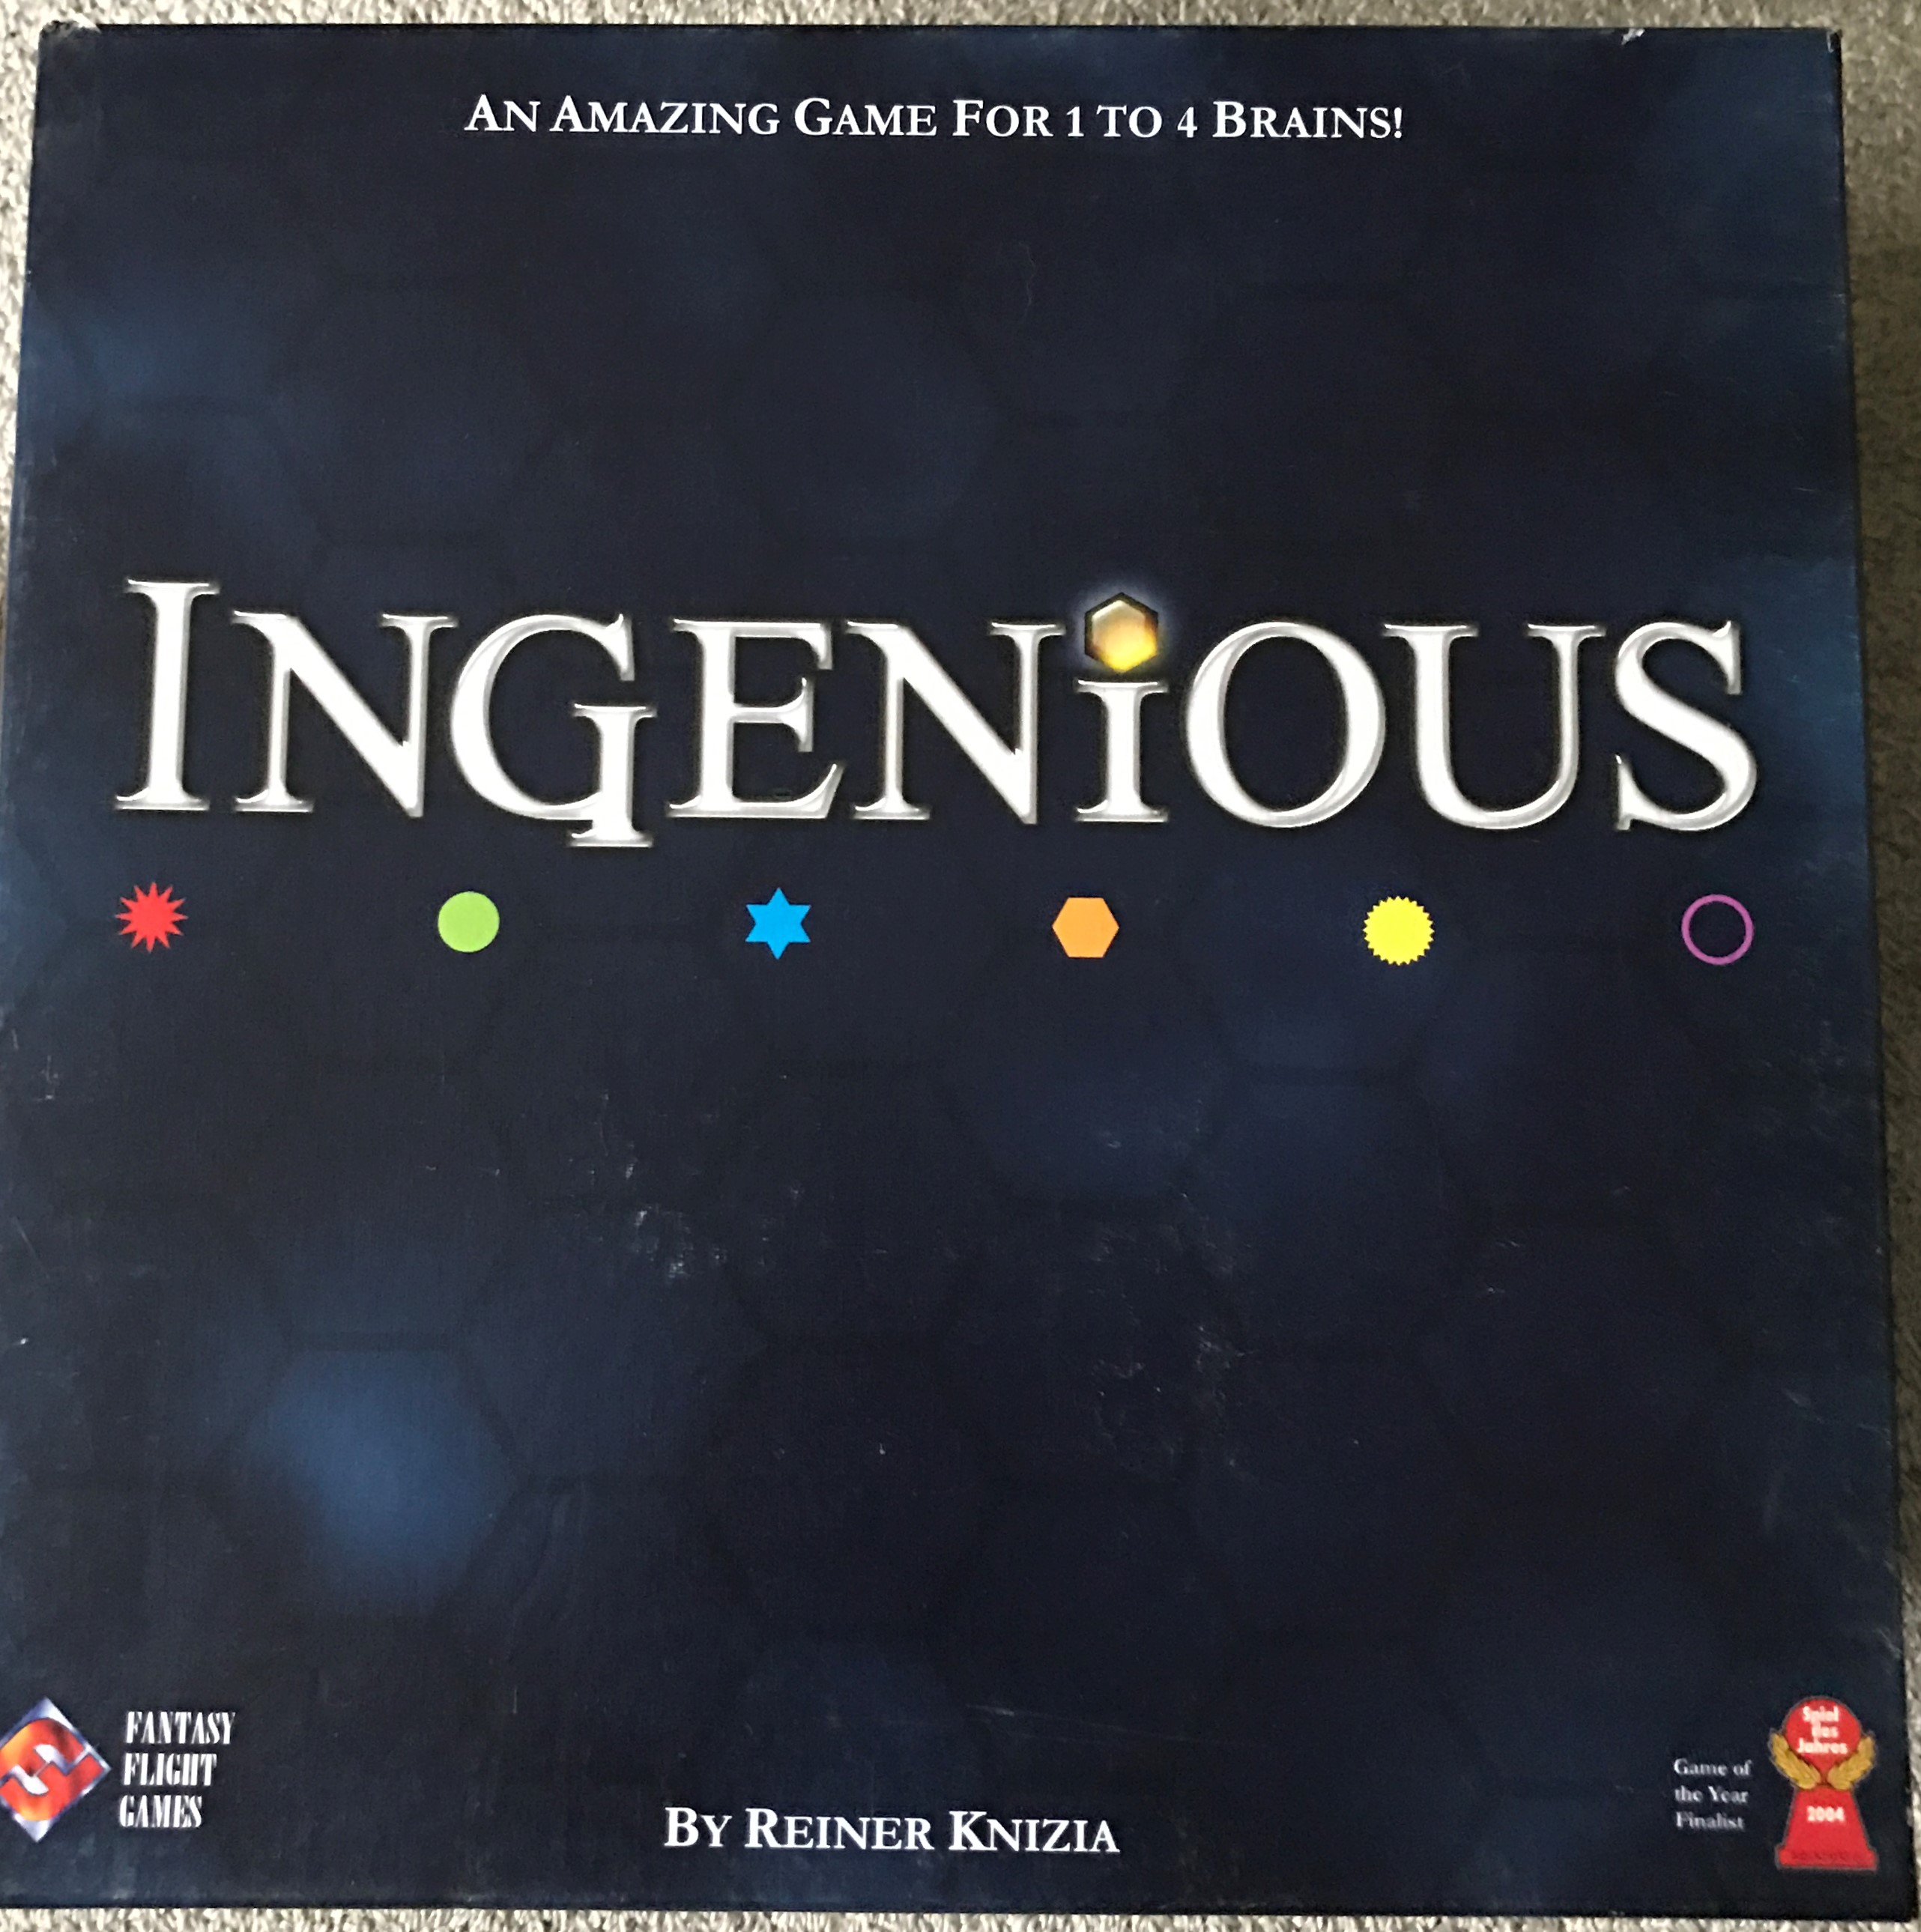 AN AMAZING GAME FOR 1 TO 4 BRAINS!
INGENiOUS
FANTASY
FLIGHT
GAMES
BY REINER KNIZIA
Game of
the Year
Finalist
Spiel
des
Jahres
2004